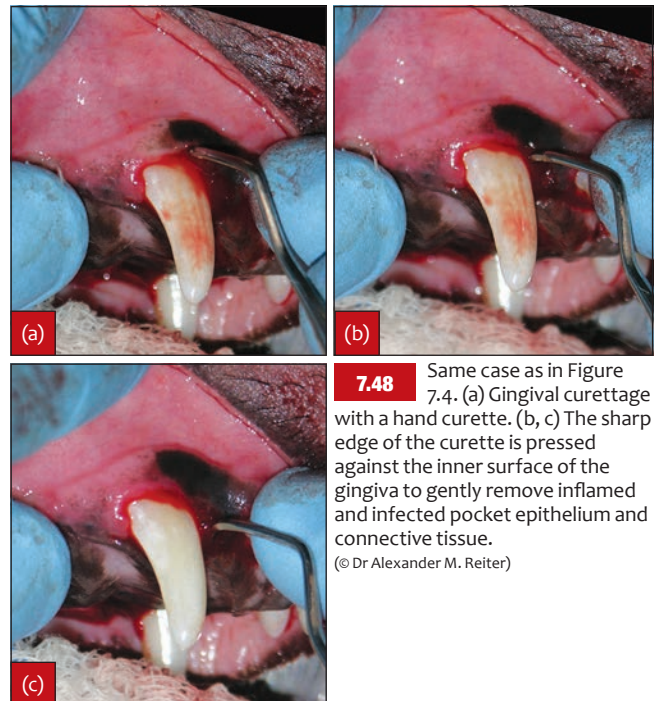 (a)
(b)
(c)
7.48 Same case as in Figure
7.4. (a) Gingival curettage
with a hand curette. (b, c) The sharp
edge of the curette is pressed
against the inner surface of the
gingiva to gently remove inflamed
and infected pocket epithelium and
connective tissue.
(© Dr Alexander M. Reiter)